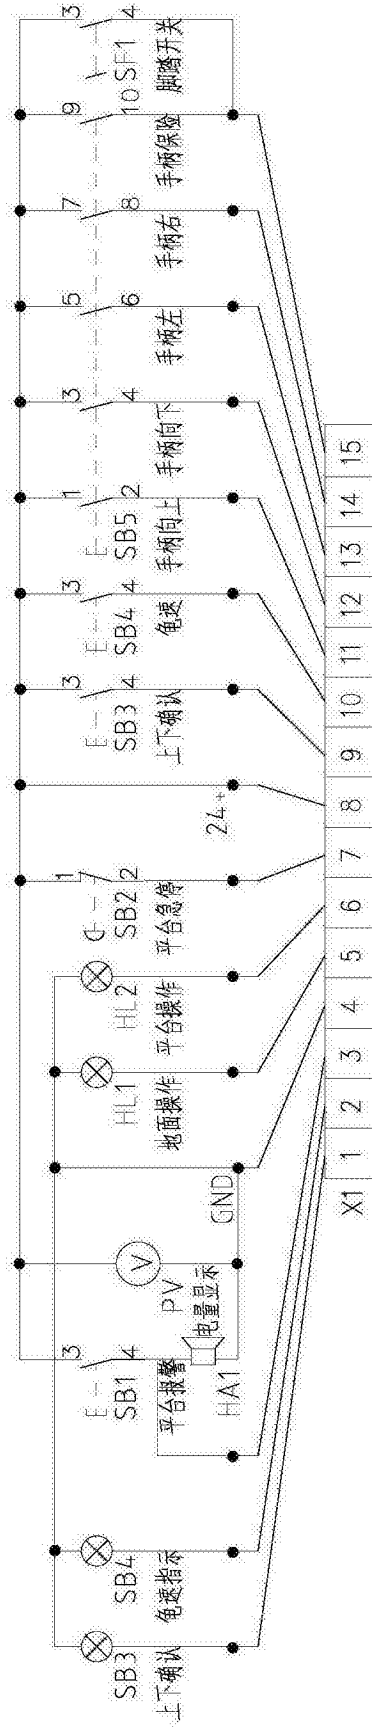 SB3
上下确认
SB4
龟速指示
3
SB1
4
平台报警
HA1
V
PV
电量显示
GND
HL1
地面操作
HL2
平台操作
1
SB2
2
平台急停
24+
3
SB3
4
上下确认
3
SB4
4
龟速
1
SB5
2
手柄向上
3
4
手柄向下
5
6
手柄左
7
8
手柄右
9
10
手柄保险
3
SF1
4
脚踏开关
X1 1 2 3 4 5 6 7 8 9 10 11 12 13 14 15